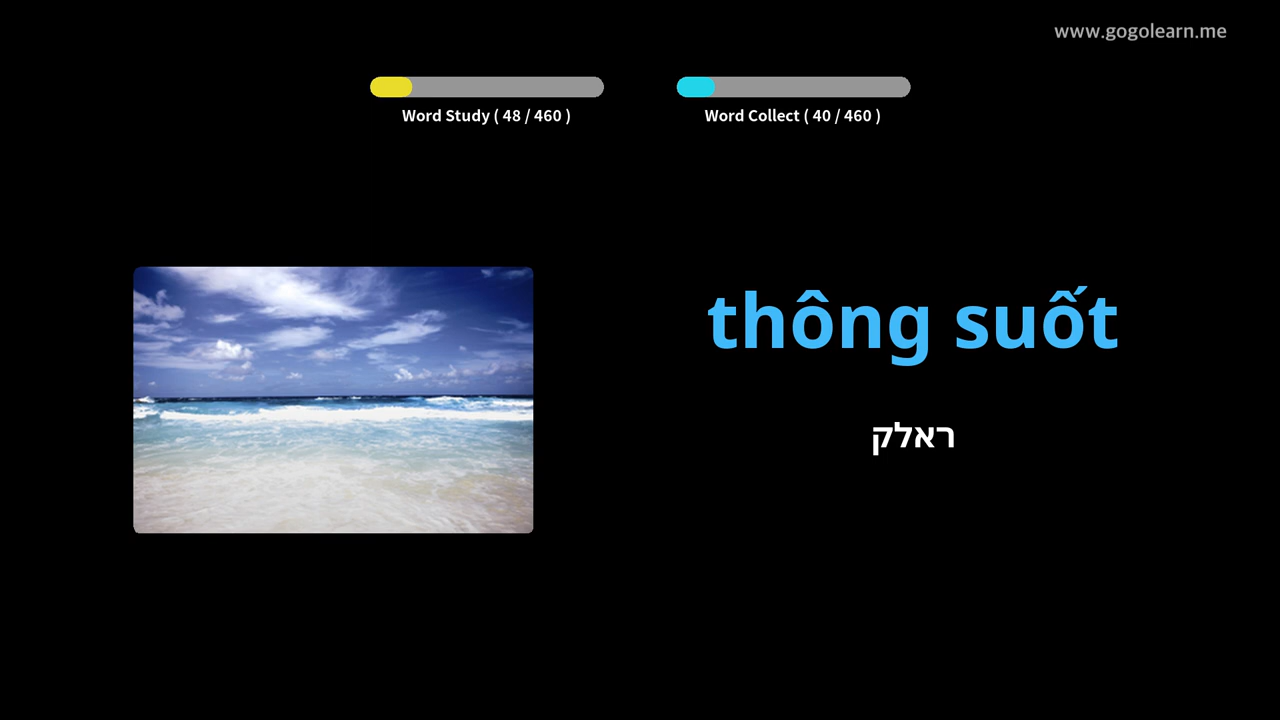 www.gogolearn.me
Word Study ( 48 / 460 )
Word Collect ( 40 / 460 )
thông suốt
ראלק